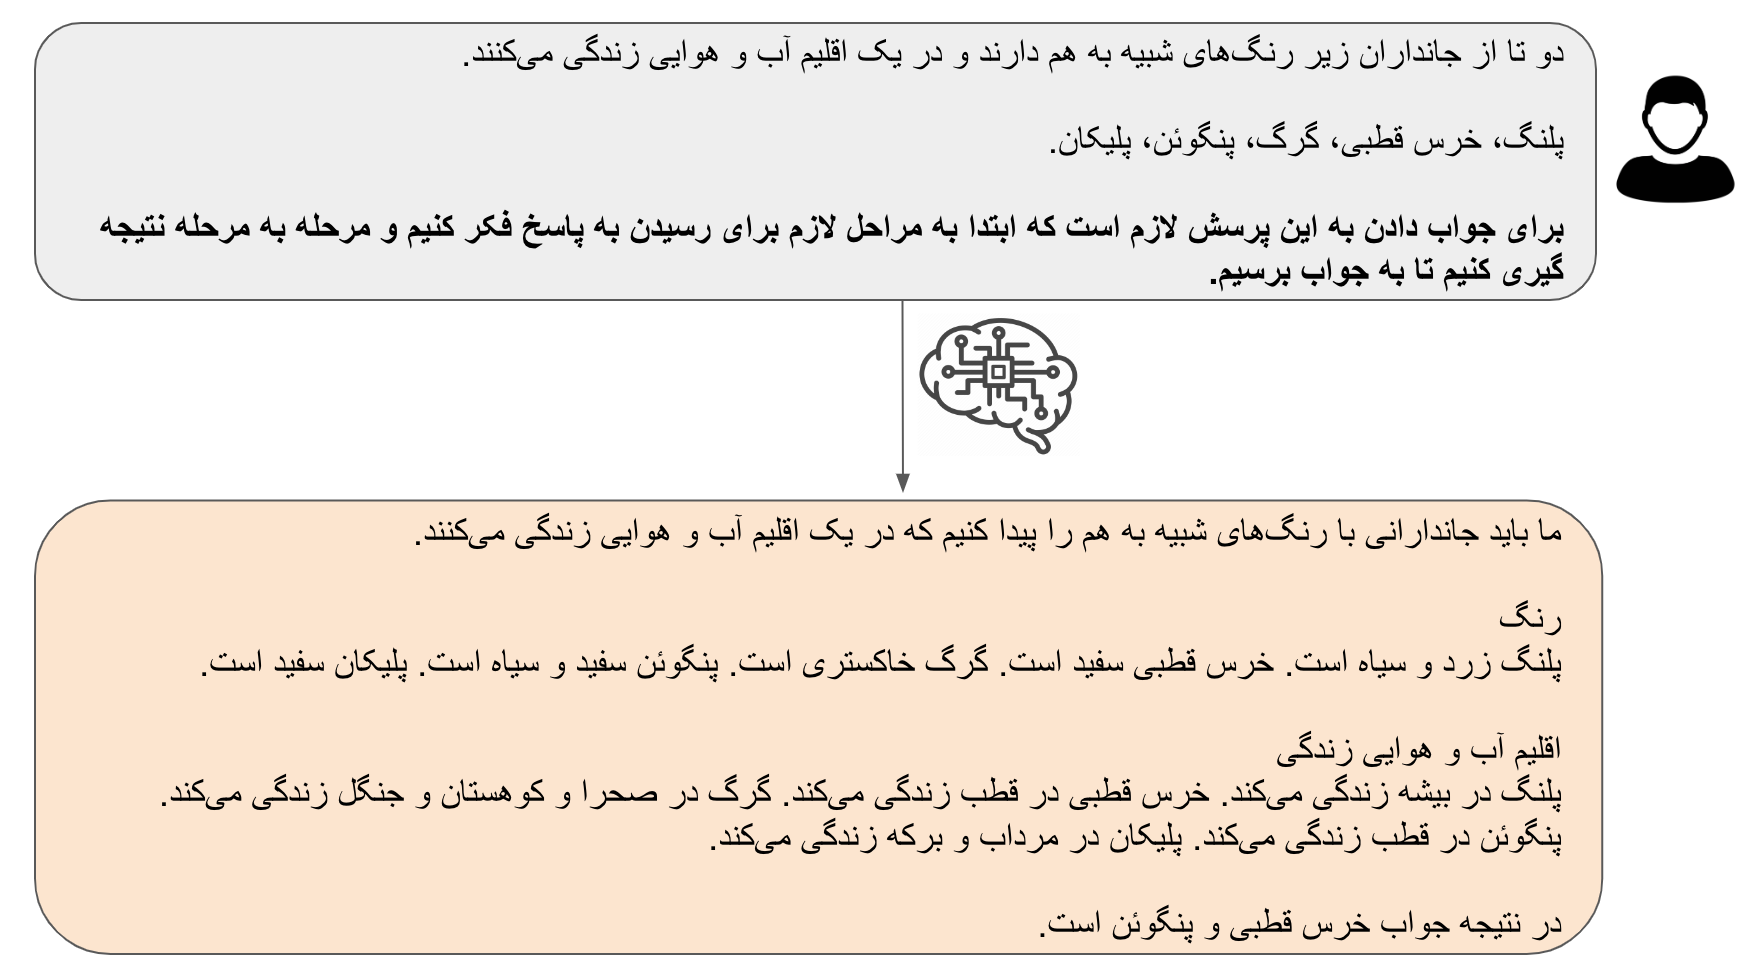 دو تا از جانداران زیر رنگ‌های شبیه به هم دارند و در یک اقلیم آب و هوایی زندگی می‌کنند.
پلنگ، خرس قطبی، گرگ، پنگوئن، پلیکان.
برای جواب دادن به این پرسش لازم است که ابتدا به مراحل لازم برای رسیدن به پاسخ فکر کنیم و مرحله به مرحله نتیجه
گیری کنیم تا به جواب برسیم.
ما باید جاندارانی با رنگ‌های شبیه به هم را پیدا کنیم که در یک اقلیم آب و هوایی زندگی می‌کنند.
رنگ
پلنگ زرد و سیاه است. خرس قطبی سفید است. گرگ خاکستری است. پنگوئن سفید و سیاه است. پلیکان سفید است.
اقلیم آب و هوایی زندگی
پلنگ در بیشه زندگی می‌کند. خرس قطبی در قطب زندگی می‌کند. گرگ در صحرا و کوهستان و جنگل زندگی می‌کند.
پنگوئن در قطب زندگی می‌کند. پلیکان در مرداب و برکه زندگی می‌کند.
در نتیجه جواب خرس قطبی و پنگوئن است.